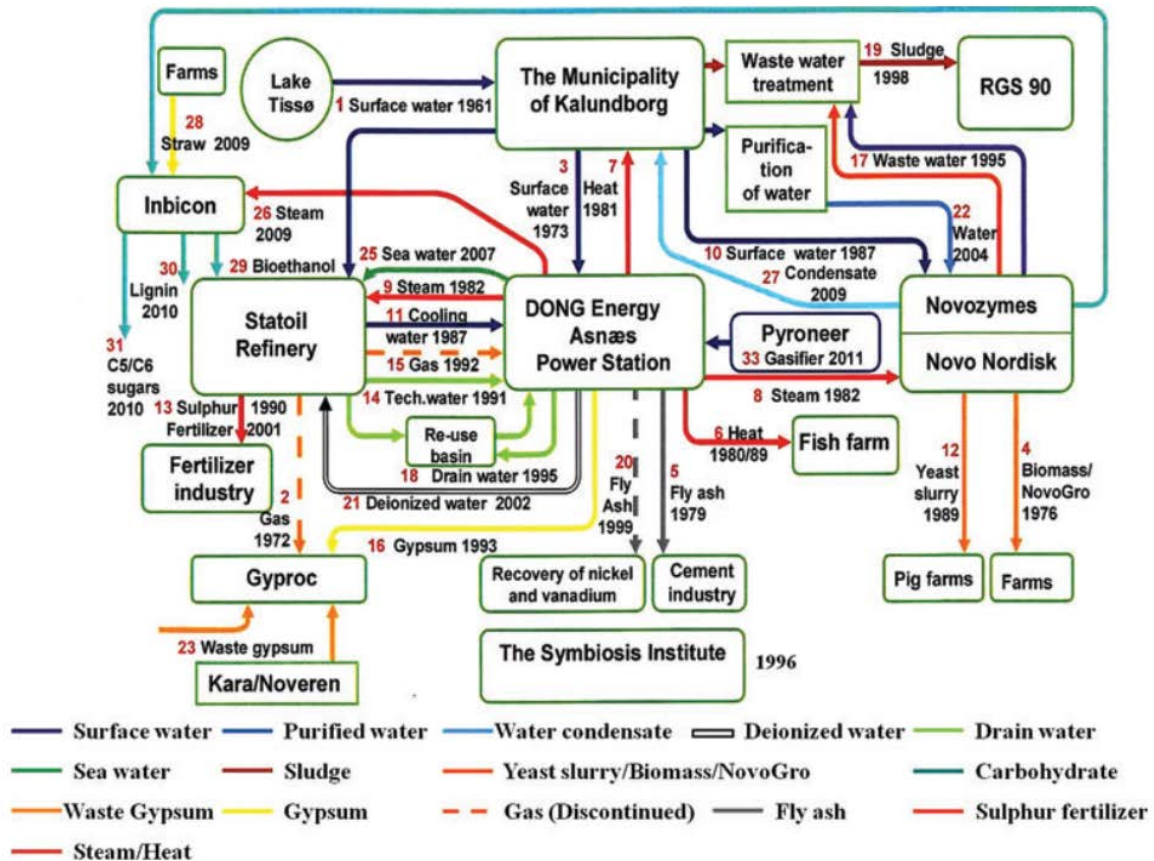 Farms
Lake
Tissø
The Municipality
of Kalundborg
Waste water
treatment
19 Sludge
1998
RGS 90
1 Surface water 1961
28
Straw 2009
17 Waste water 1995
Purifica-
tion
of water
3
Surface
water
1973
7
Heat
1981
Inbicon
26 Steam
2009
22
Water
2004
25 Sea water 2007
10 Surface water 1987
27 Condensate
2009
30
Lignin
2010
29 Bioethanol
9 Steam 1982
Statoil
Refinery
11 Cooling
water 1987
DONG Energy
Asnæs
Power Station
Pyroneer
33 Gasifier 2011
Novozymes
Novo Nordisk
31
C5/C6
sugars
2010
15 Gas 1992
14 Tech.water 1991
8 Steam 1982
13 Sulphur 1990
Fertilizer 2001
Fertilizer
industry
Re-use
basin
18 Drain water 1995
21 Deionized water 2002
20
Fly
Ash
1999
5
Fly ash
1979
6 Heat
1980/89
Fish farm
12
Yeast
slurry
1989
4
Biomass/
NovoGro
1976
2
Gas
1972
16 Gypsum 1993
Gyproc
Recovery of nickel
and vanadium
Cement
industry
Pig farms
Farms
23 Waste gypsum
Kara/Noveren
The Symbiosis Institute
1996
Surface water
Purified water
Water condensate
Deionized water
Drain water
Sea water
Sludge
Yeast slurry/Biomass/NovoGro
Carbohydrate
Waste Gypsum
Gypsum
Gas (Discontinued)
Fly ash
Sulphur fertilizer
Steam/Heat